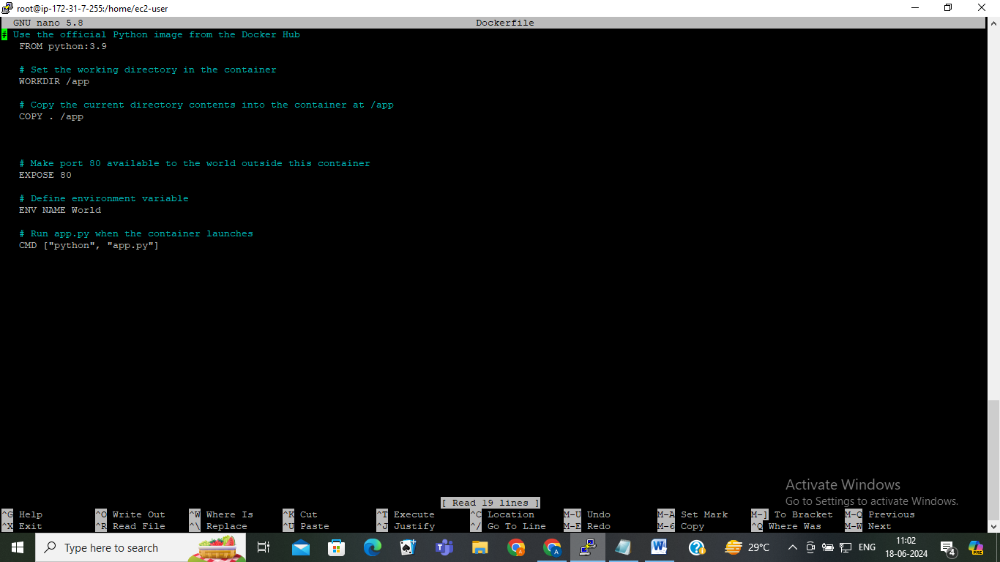 root@ip-172-31-7-255:/home/ec2-user
GNU nano 5.8 Dockerfile
# Use the official Python image from the Docker Hub
FROM python:3.9
# Set the working directory in the container
WORKDIR /app
# Copy the current directory contents into the container at /app
COPY . /app
# Make port 80 available to the world outside this container
EXPOSE 80
# Define environment variable
ENV NAME World
# Run app.py when the container launches
CMD ["python", "app.py"]
Activate Windows
Go to Settings to activate Windows.
[ Read 19 lines ]
^G Help ^O Write Out ^W Where Is ^K Cut ^T Execute ^C Location M-U Undo M-A Set Mark M-] To Bracket M-Q Previous
^X Exit ^R Read File ^\ Replace ^U Paste ^J Justify ^/ Go To Line M-E Redo M-6 Copy ^Q Where Was M-W Next
Type here to search 29°C ENG 11:02
18-06-2024 4